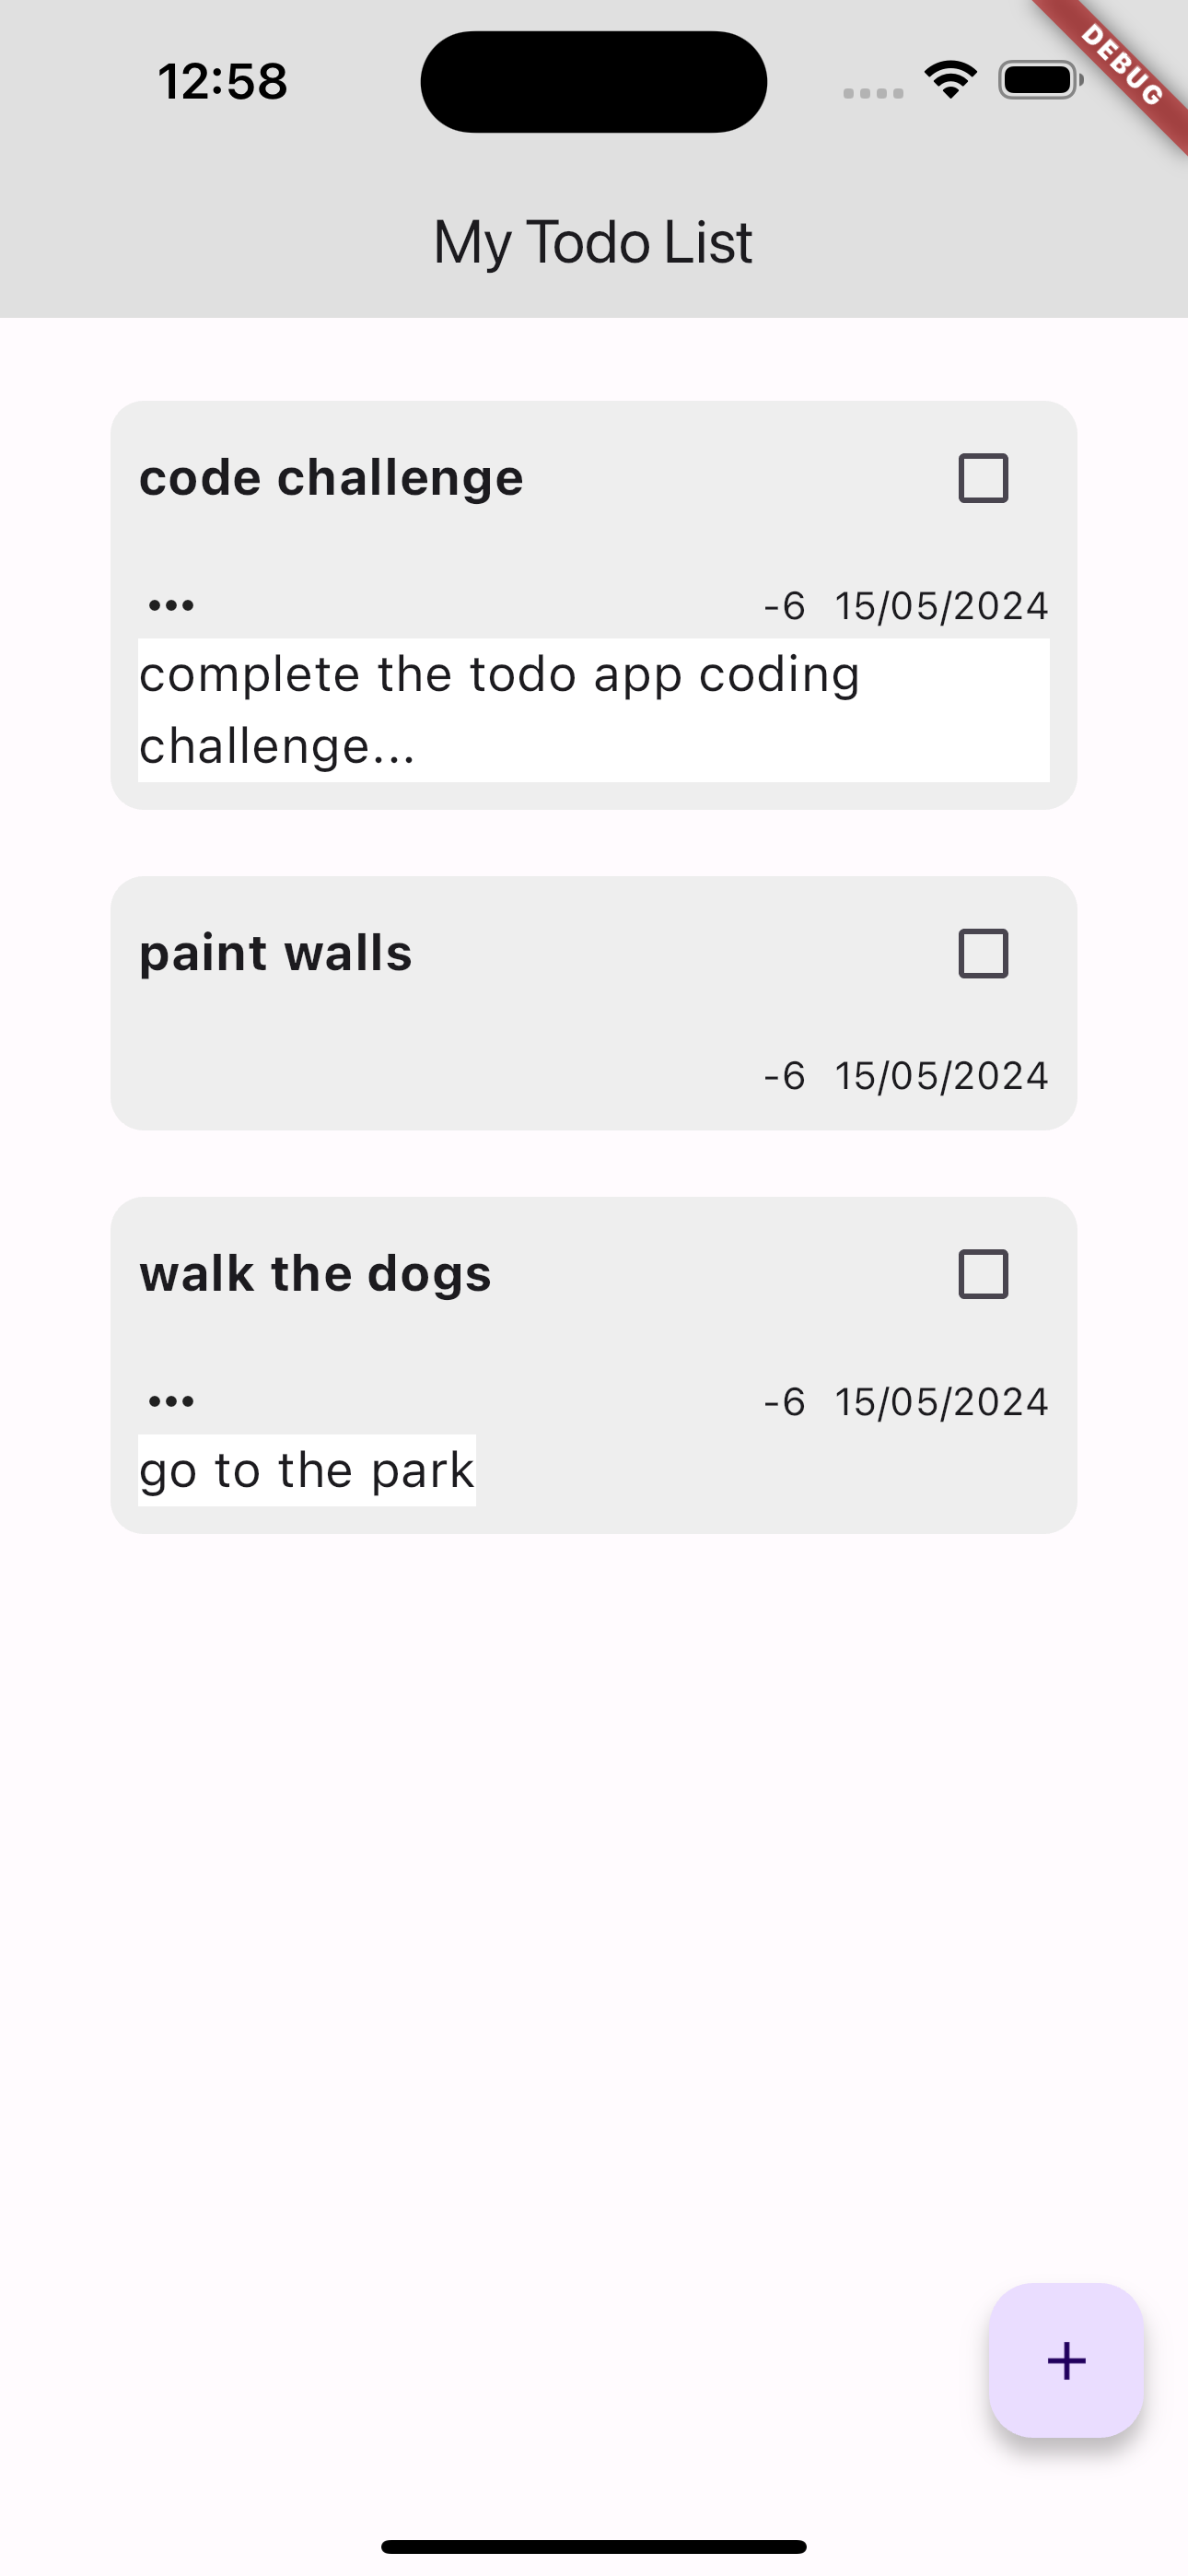 12:58
DEBUG
My Todo List
code challenge
••• -6 15/05/2024
complete the todo app coding
challenge...
paint walls
-6 15/05/2024
walk the dogs
••• -6 15/05/2024
go to the park
+